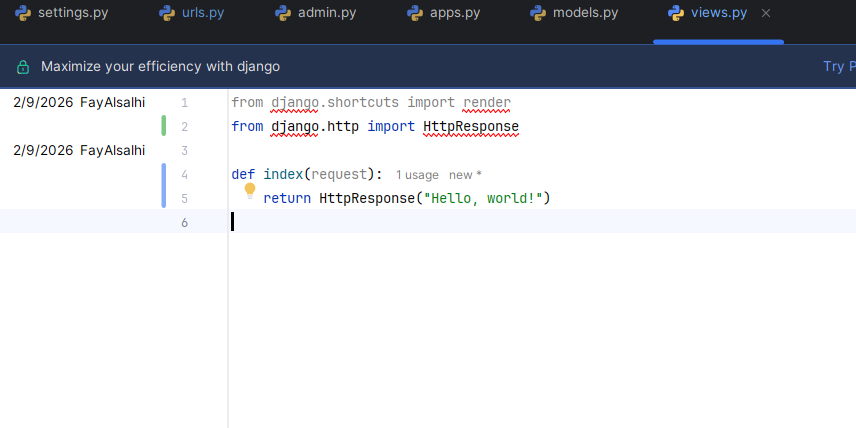 settings.py urls.py admin.py apps.py models.py views.py
Maximize your efficiency with django Try P
2/9/2026 FayAlsalhi 1 from django.shortcuts import render
2 from django.http import HttpResponse
2/9/2026 FayAlsalhi 3
4 def index(request): 1 usage new *
5 return HttpResponse("Hello, world!")
6